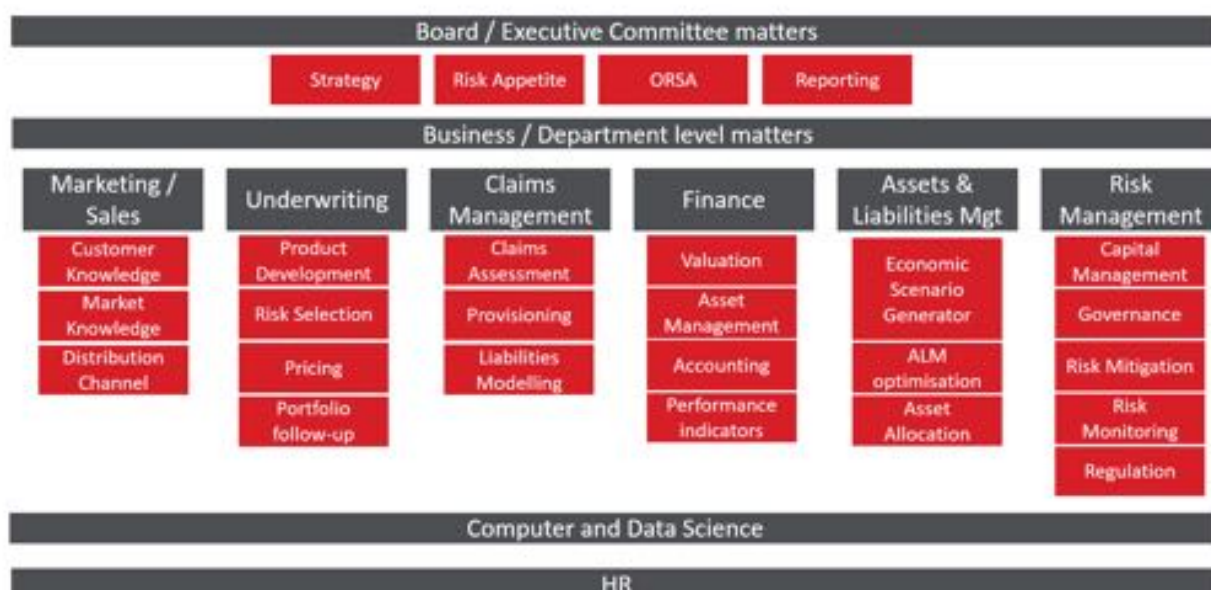 Board / Executive Committee matters
Strategy
Risk Appetite
ORSA
Reporting
Business / Department level matters
Marketing /
Sales
Customer
Knowledge
Market
Knowledge
Distribution
Channel
Underwriting
Product
Development
Risk Selection
Pricing
Portfolio
follow-up
Claims
Management
Claims
Assessment
Provisioning
Liabilities
Modelling
Finance
Valuation
Asset
Management
Accounting
Performance
indicators
Assets &
Liabilities Mgt
Economic
Scenario
Generator
ALM
optimisation
Asset
Allocation
Risk
Management
Capital
Management
Governance
Risk Mitigation
Risk
Monitoring
Regulation
Computer and Data Science
HR